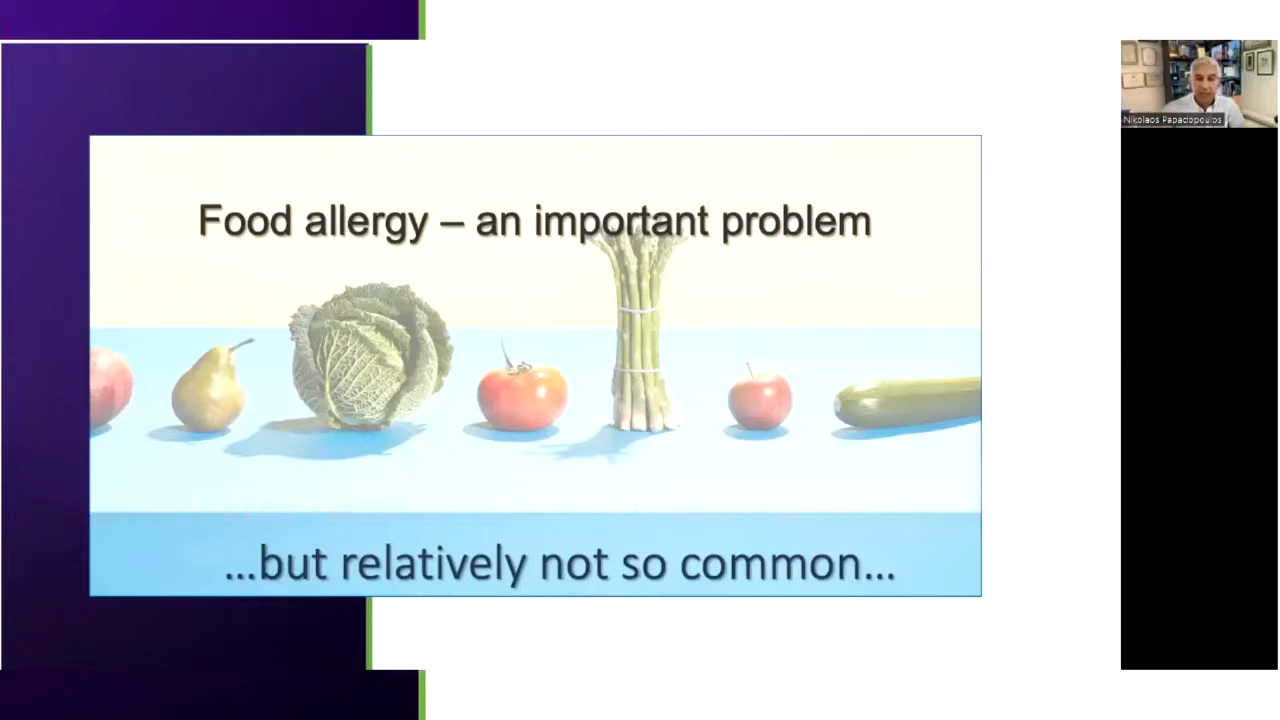 Food allergy – an important problem
...but relatively not so common...
Nikolaos Papadopoulos